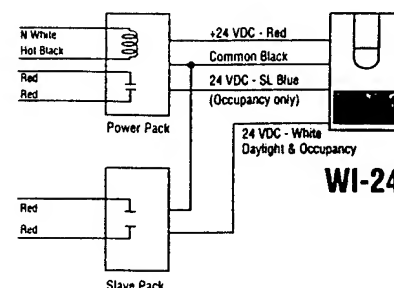 N White
Hot Black
Red
Red
Power Pack
+24 VDC - Red
Common Black
24 VDC - SL Blue
(Occupancy only)
24 VDC - White
Daylight & Occupancy
WI-24
Red
Red
Slave Pack